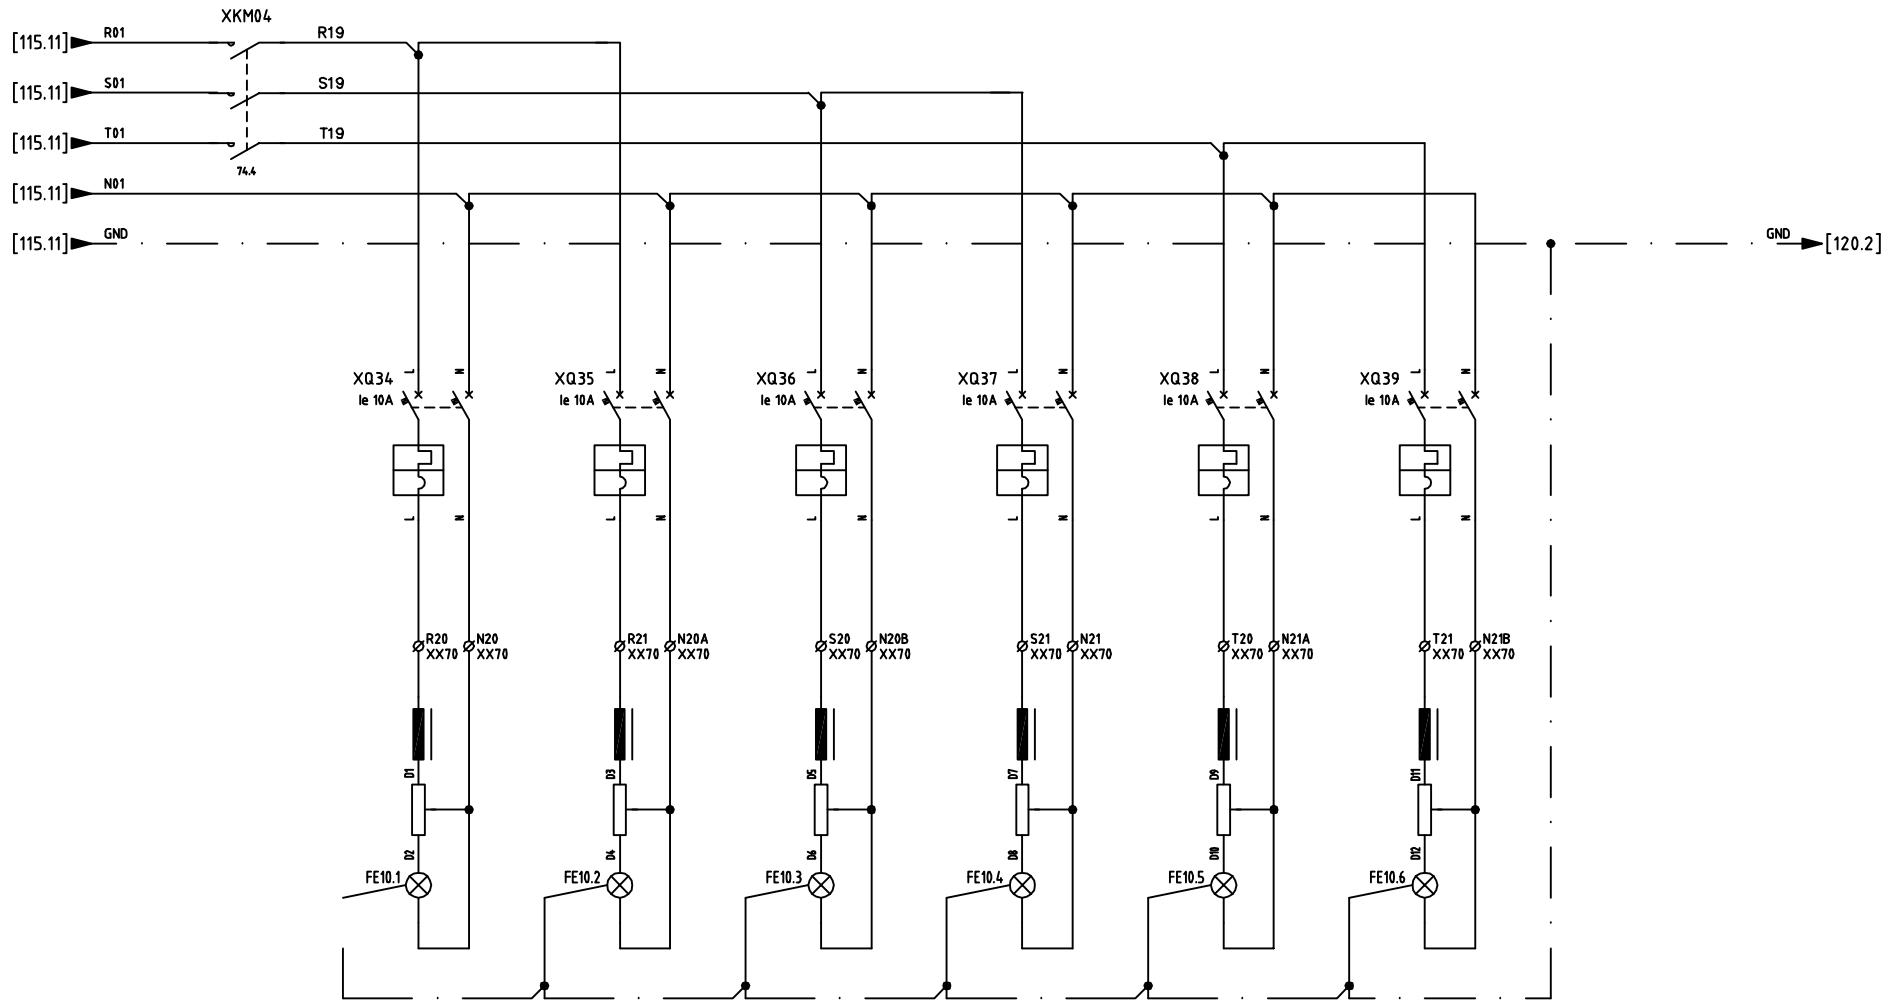 XKM04
[115.11] R01 R19
[115.11] S01 S19
[115.11] T01 T19
74.4
[115.11] N01
[115.11] GND GND [120.2]
L N L N L N L N L N L N
XQ34 XQ35 XQ36 XQ37 XQ38 XQ39
Ie 10A Ie 10A Ie 10A Ie 10A Ie 10A Ie 10A
L N L N L N L N L N L N
R20 N20 R21 N20A S20 N20B S21 N21 T20 N21A T21 N21B
XX70 XX70 XX70 XX70 XX70 XX70 XX70 XX70 XX70 XX70 XX70 XX70
D1 D3 D5 D7 D9 D11
D2 D4 D6 D8 D10 D12
FE10.1 FE10.2 FE10.3 FE10.4 FE10.5 FE10.6